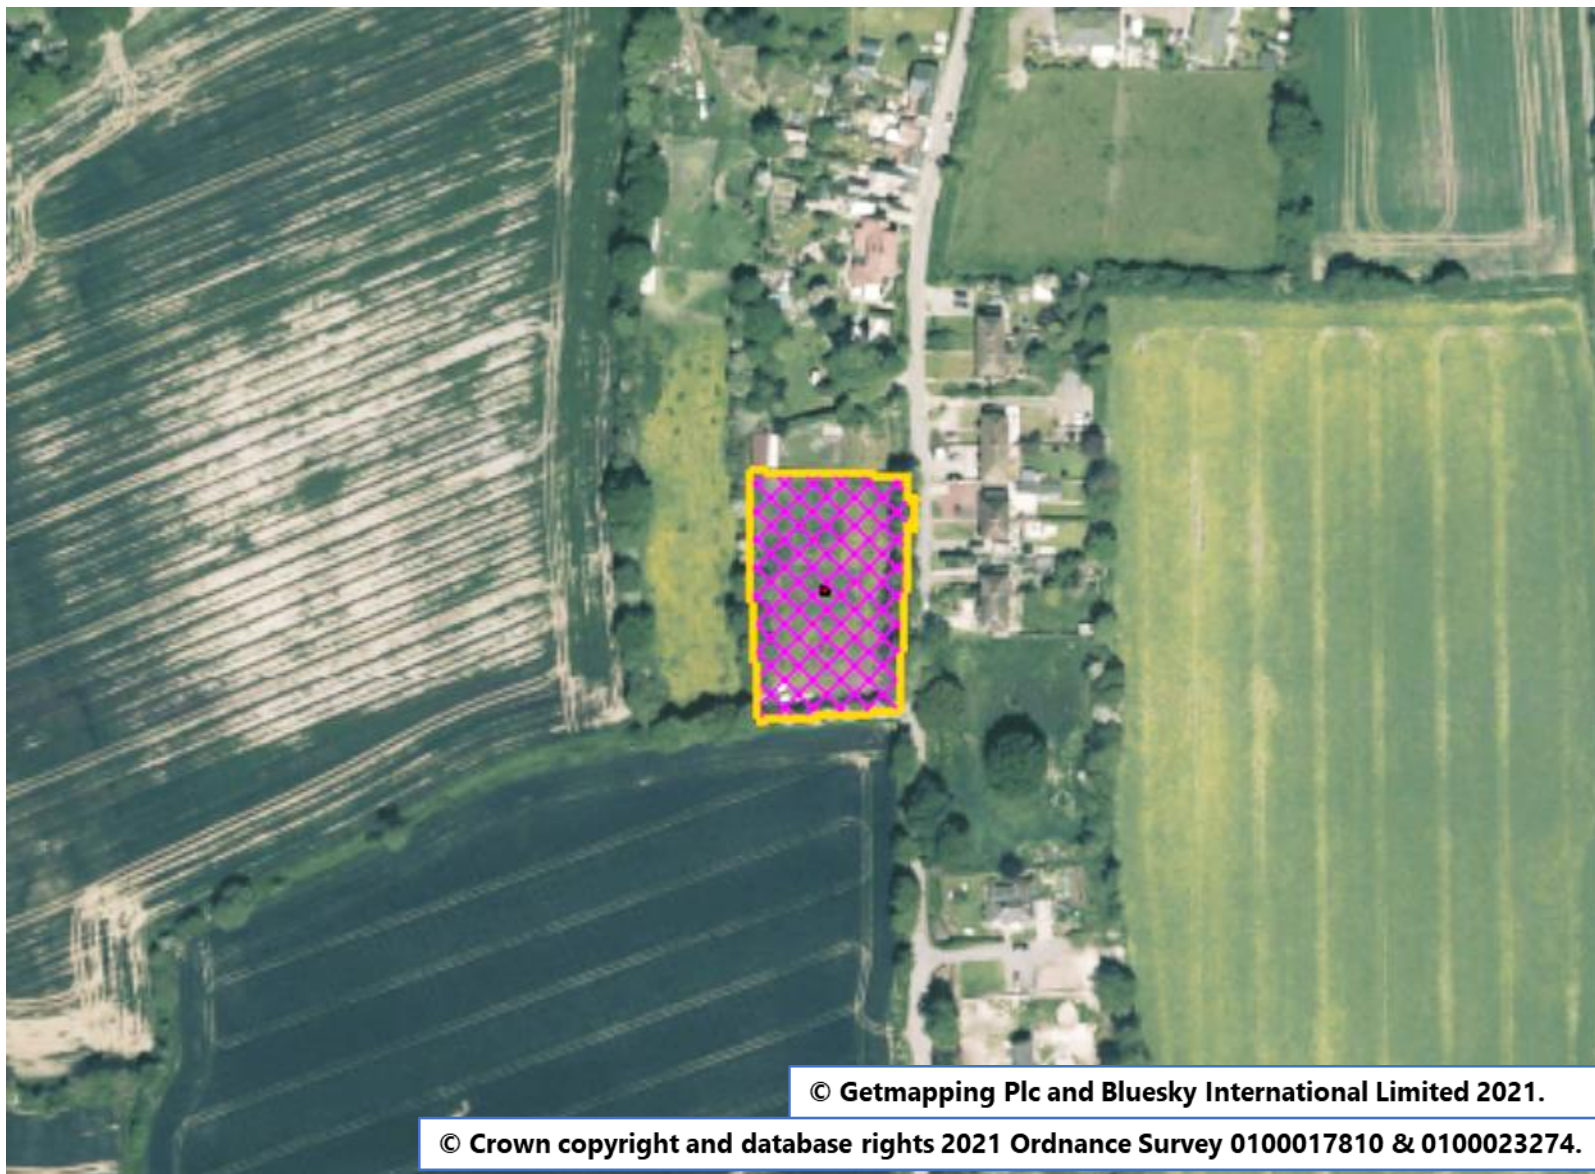 © Getmapping Plc and Bluesky International Limited 2021.
© Crown copyright and database rights 2021 Ordnance Survey 0100017810 & 0100023274.